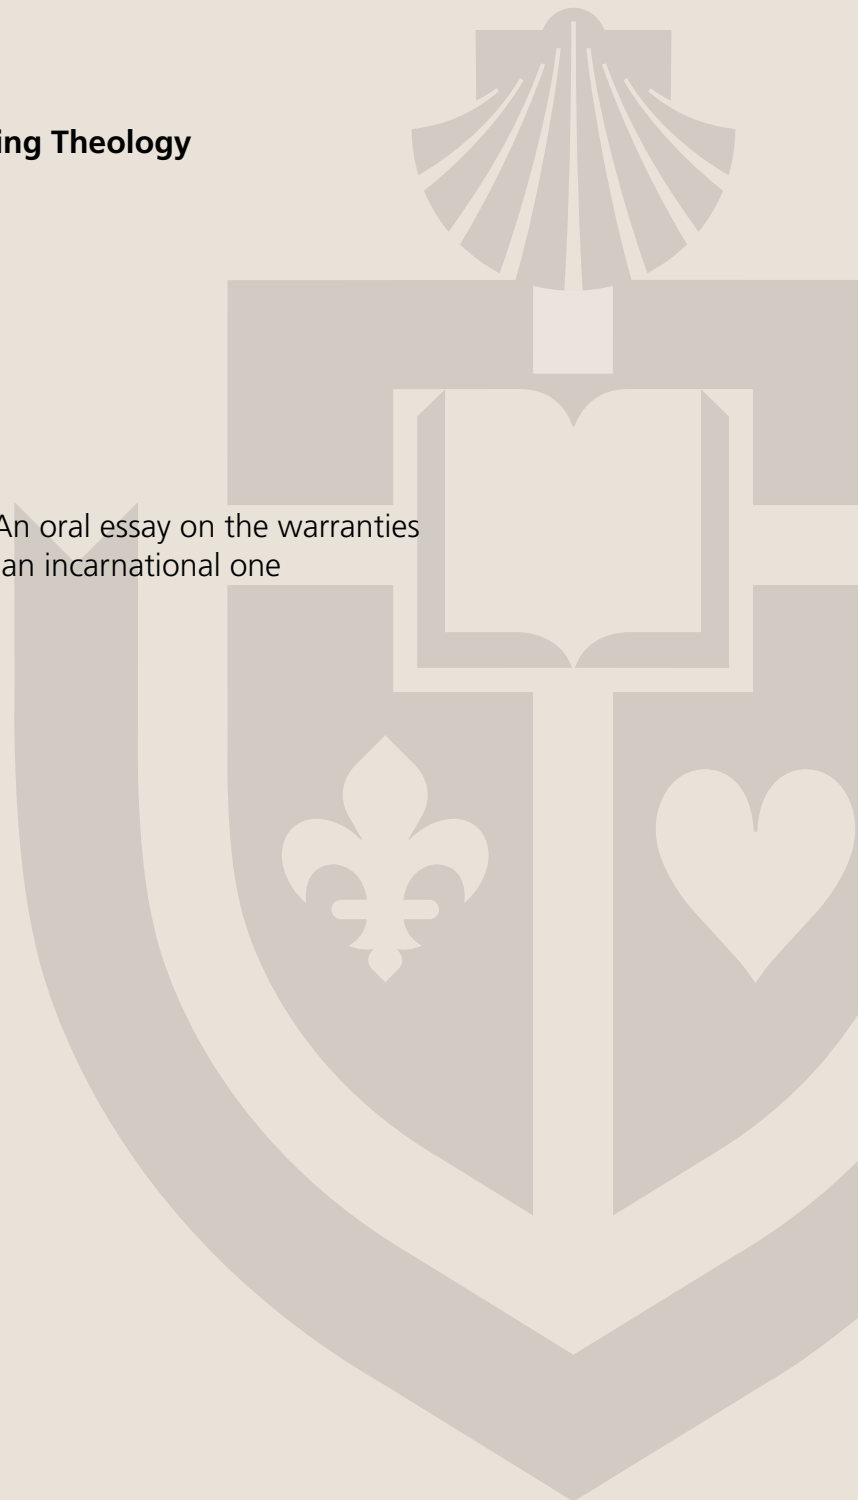 ing Theology
An oral essay on the warranties
an incarnational one